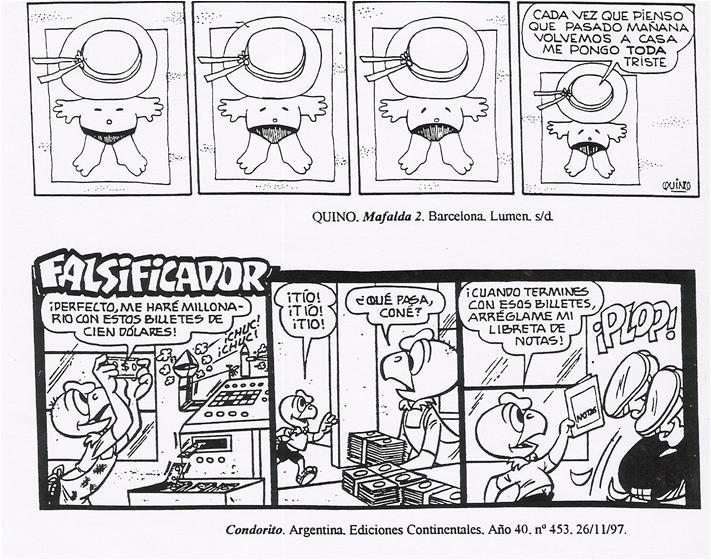 CADA VEZ QUE PIENSO
QUE PASADO MAÑANA
VOLVEMOS A CASA
ME PONGO TODA
TRISTE
QUINO
QUINO. Mafalda 2. Barcelona. Lumen. s/d.
FALSIFICADOR
¡PERFECTO, ME HARÉ MILLONA-
RIO CON ESTOS BILLETES DE
CIEN DÓLARES!
¡CHUC!
¡CHUC!
¡TÍO!
¡TÍO!
¡TÍO!
¿QUÉ PASA,
CONÉ?
¡CUANDO TERMINES
CON ESOS BILLETES,
ARRÉGLAME MI
LIBRETA DE
NOTAS!
NOTAS
¡PLOP!
Condorito. Argentina. Ediciones Continentales. Año 40. nº 453. 26/11/97.